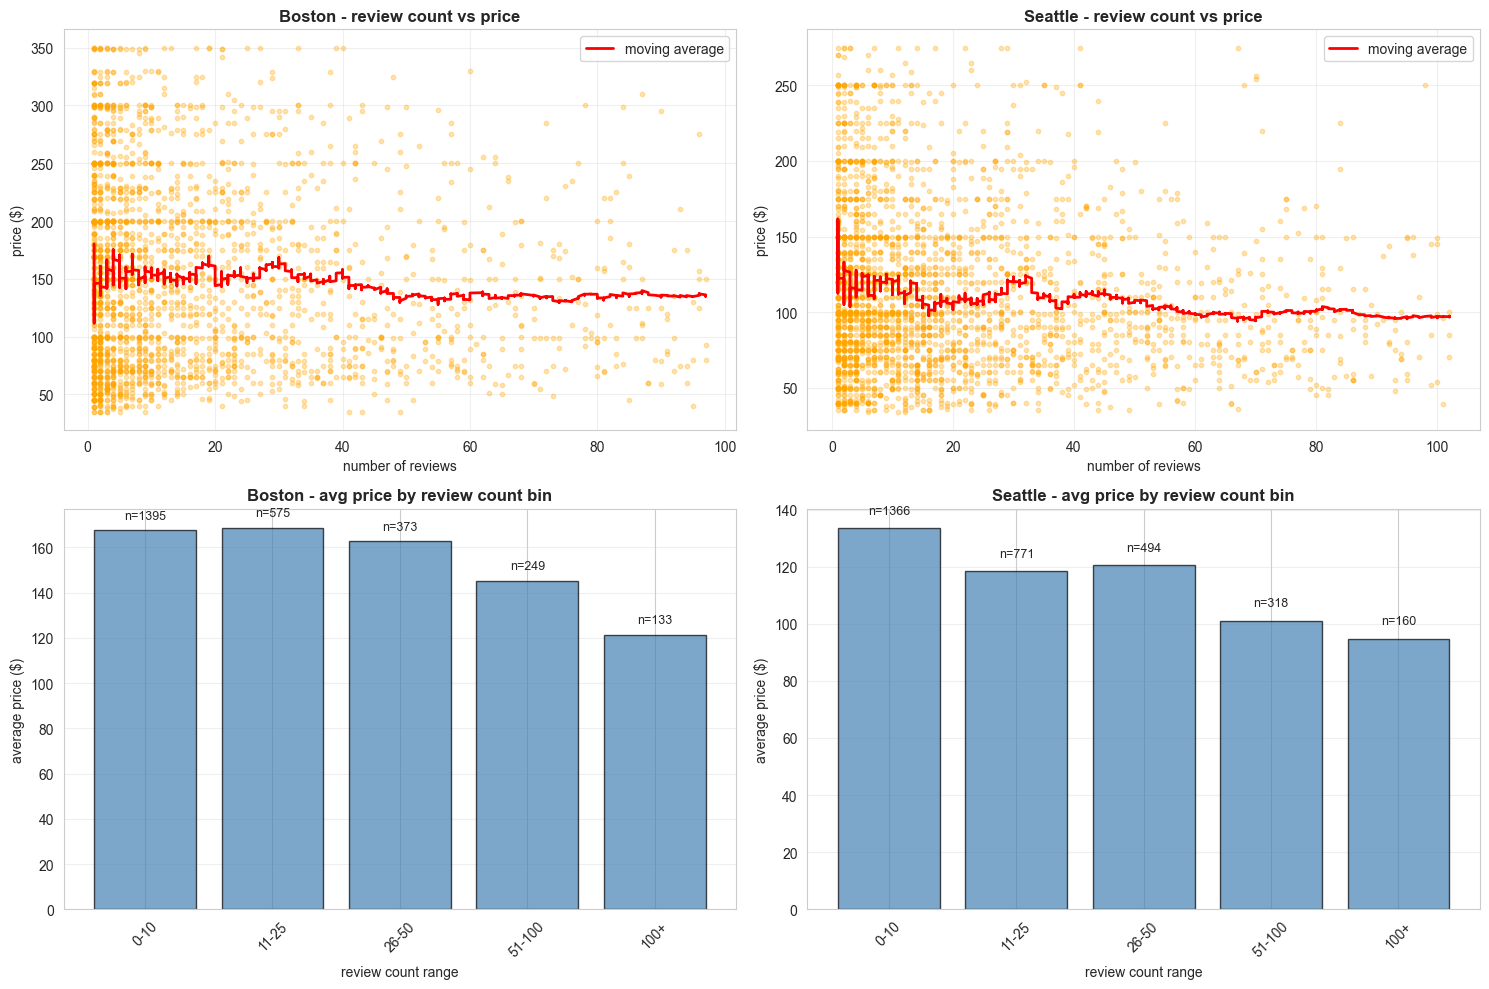 Boston - review count vs price
moving average
price ($)
350
300
250
200
150
100
50
0
20
40
60
80
100
number of reviews
Seattle - review count vs price
moving average
price ($)
250
200
150
100
50
0
20
40
60
80
100
number of reviews
Boston - avg price by review count bin
average price ($)
160
140
120
100
80
60
40
20
0
n=1395
n=575
n=373
n=249
n=133
0-10
11-25
26-50
51-100
100+
review count range
Seattle - avg price by review count bin
average price ($)
140
120
100
80
60
40
20
0
n=1366
n=771
n=494
n=318
n=160
0-10
11-25
26-50
51-100
100+
review count range